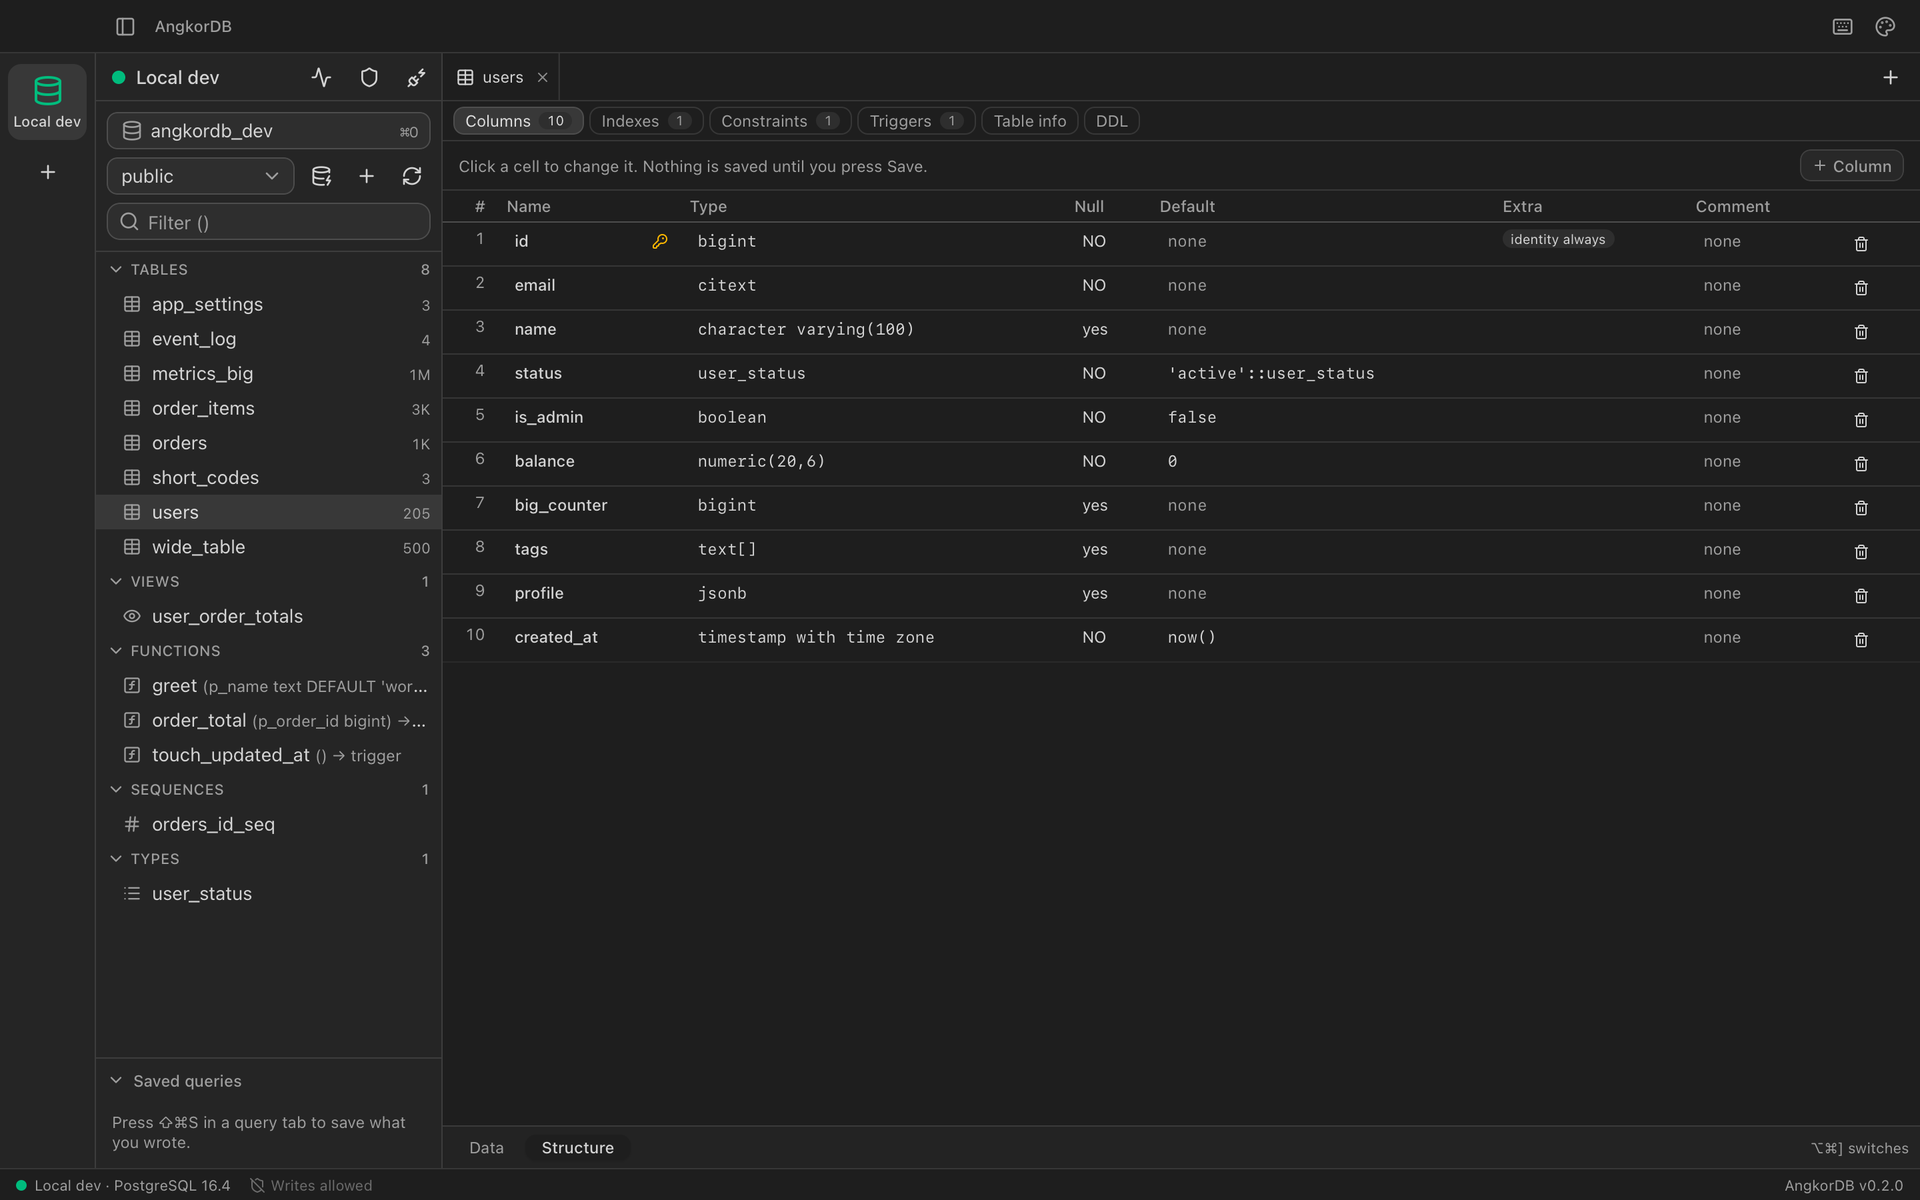 AngkorDB
Local dev
Local dev
angkordb_dev ⌘O
public
Filter ()
TABLES 8
app_settings 3
event_log 4
metrics_big 1M
order_items 3K
orders 1K
short_codes 3
users 205
wide_table 500
VIEWS 1
user_order_totals
FUNCTIONS 3
greet (p_name text DEFAULT 'wor...
order_total (p_order_id bigint) →...
touch_updated_at () → trigger
SEQUENCES 1
orders_id_seq
TYPES 1
user_status
Saved queries
Press ⇧⌘S in a query tab to save what
you wrote.
users
Columns 10 Indexes 1 Constraints 1 Triggers 1 Table info DDL
Click a cell to change it. Nothing is saved until you press Save. + Column
# Name Type Null Default Extra Comment
1 id bigint NO none identity always none
2 email citext NO none none
3 name character varying(100) yes none none
4 status user_status NO 'active'::user_status none
5 is_admin boolean NO false none
6 balance numeric(20,6) NO 0 none
7 big_counter bigint yes none none
8 tags text[] yes none none
9 profile jsonb yes none none
10 created_at timestamp with time zone NO now() none
Data Structure ⌥⌘] switches
Local dev · PostgreSQL 16.4 Writes allowed AngkorDB v0.2.0